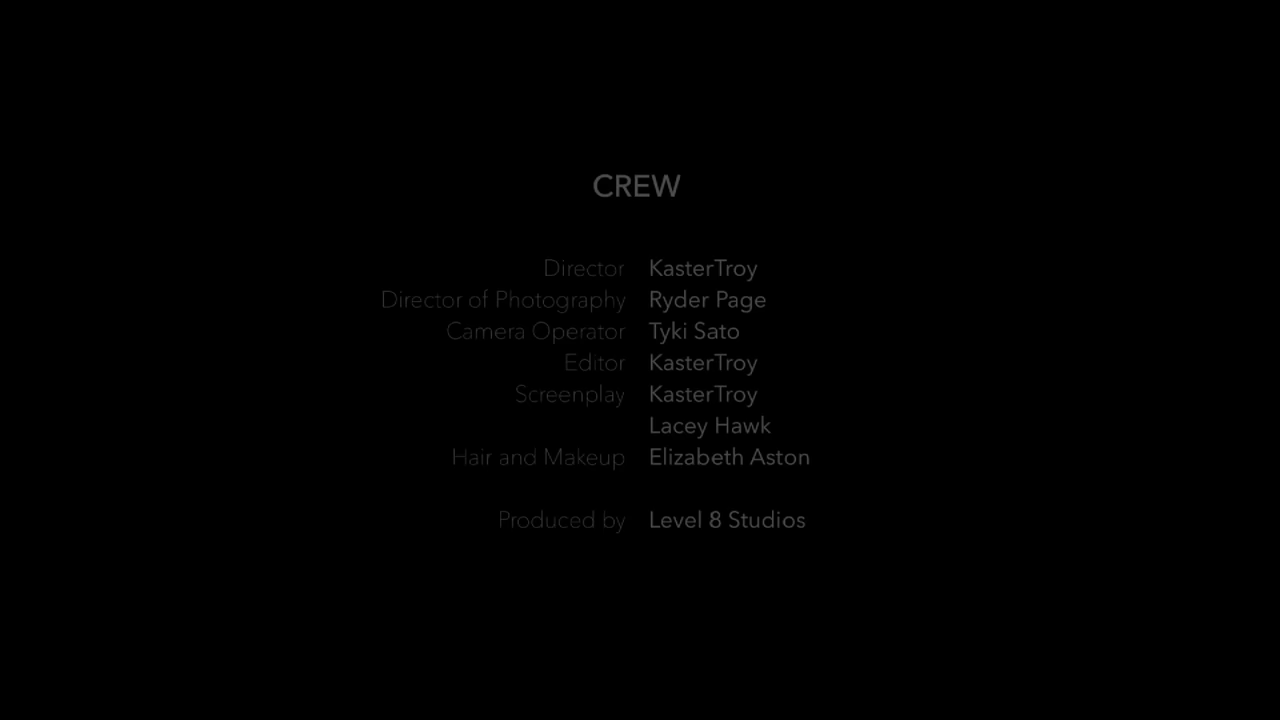 CREW
Director KasterTroy
Director of Photography Ryder Page
Camera Operator Tyki Sato
Editor KasterTroy
Screenplay KasterTroy
Lacey Hawk
Hair and Makeup Elizabeth Aston
Produced by Level 8 Studios